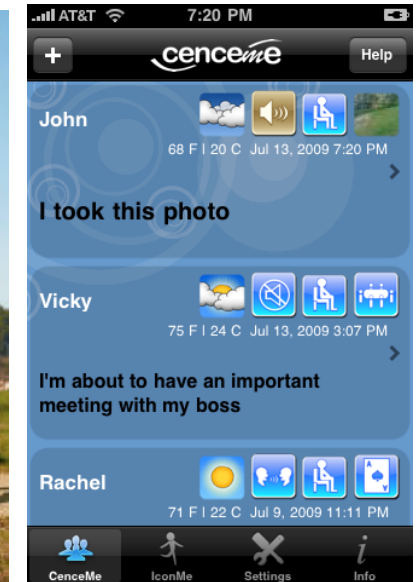 AT&T 7:20 PM
+ cenceme Help
John
68 F | 20 C Jul 13, 2009 7:20 PM
I took this photo
Vicky
75 F | 24 C Jul 13, 2009 3:07 PM
I'm about to have an important
meeting with my boss
Rachel
A
71 F | 22 C Jul 9, 2009 11:11 PM
CenceMe IconMe Settings Info